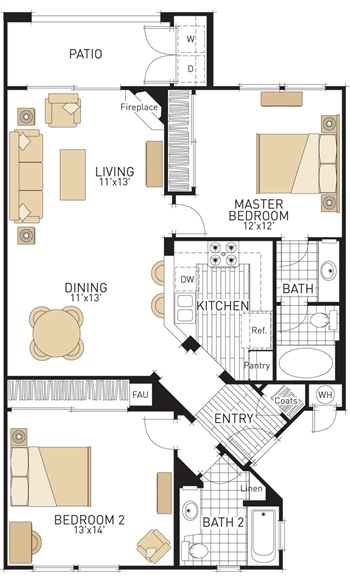 PATIO
W
D
Fireplace
LIVING
11'x13'
MASTER
BEDROOM
12'x12'
DINING
11'x13'
DW
KITCHEN
BATH
Ref.
Pantry
FAU
ENTRY
Coats
WH
BEDROOM 2
13'x14'
Linen
BATH 2